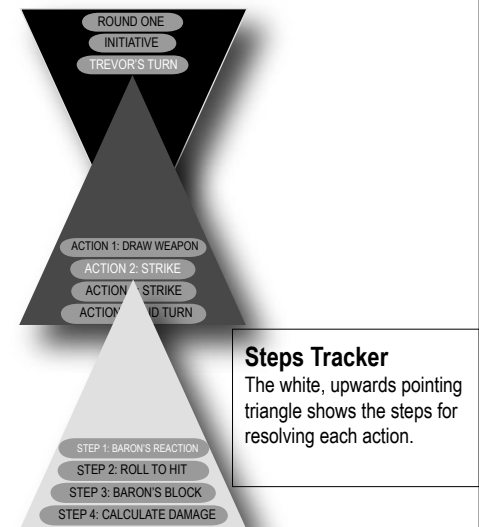 ROUND ONE
INITIATIVE
TREVOR'S TURN
ACTION 1: DRAW WEAPON
ACTION 2: STRIKE
ACTION STRIKE
ACTION TURN
Steps Tracker
The white, upwards pointing
triangle shows the steps for
resolving each action.
STEP 1: BARON'S REACTION
STEP 2: ROLL TO HIT
STEP 3: BARON'S BLOCK
STEP 4: CALCULATE DAMAGE